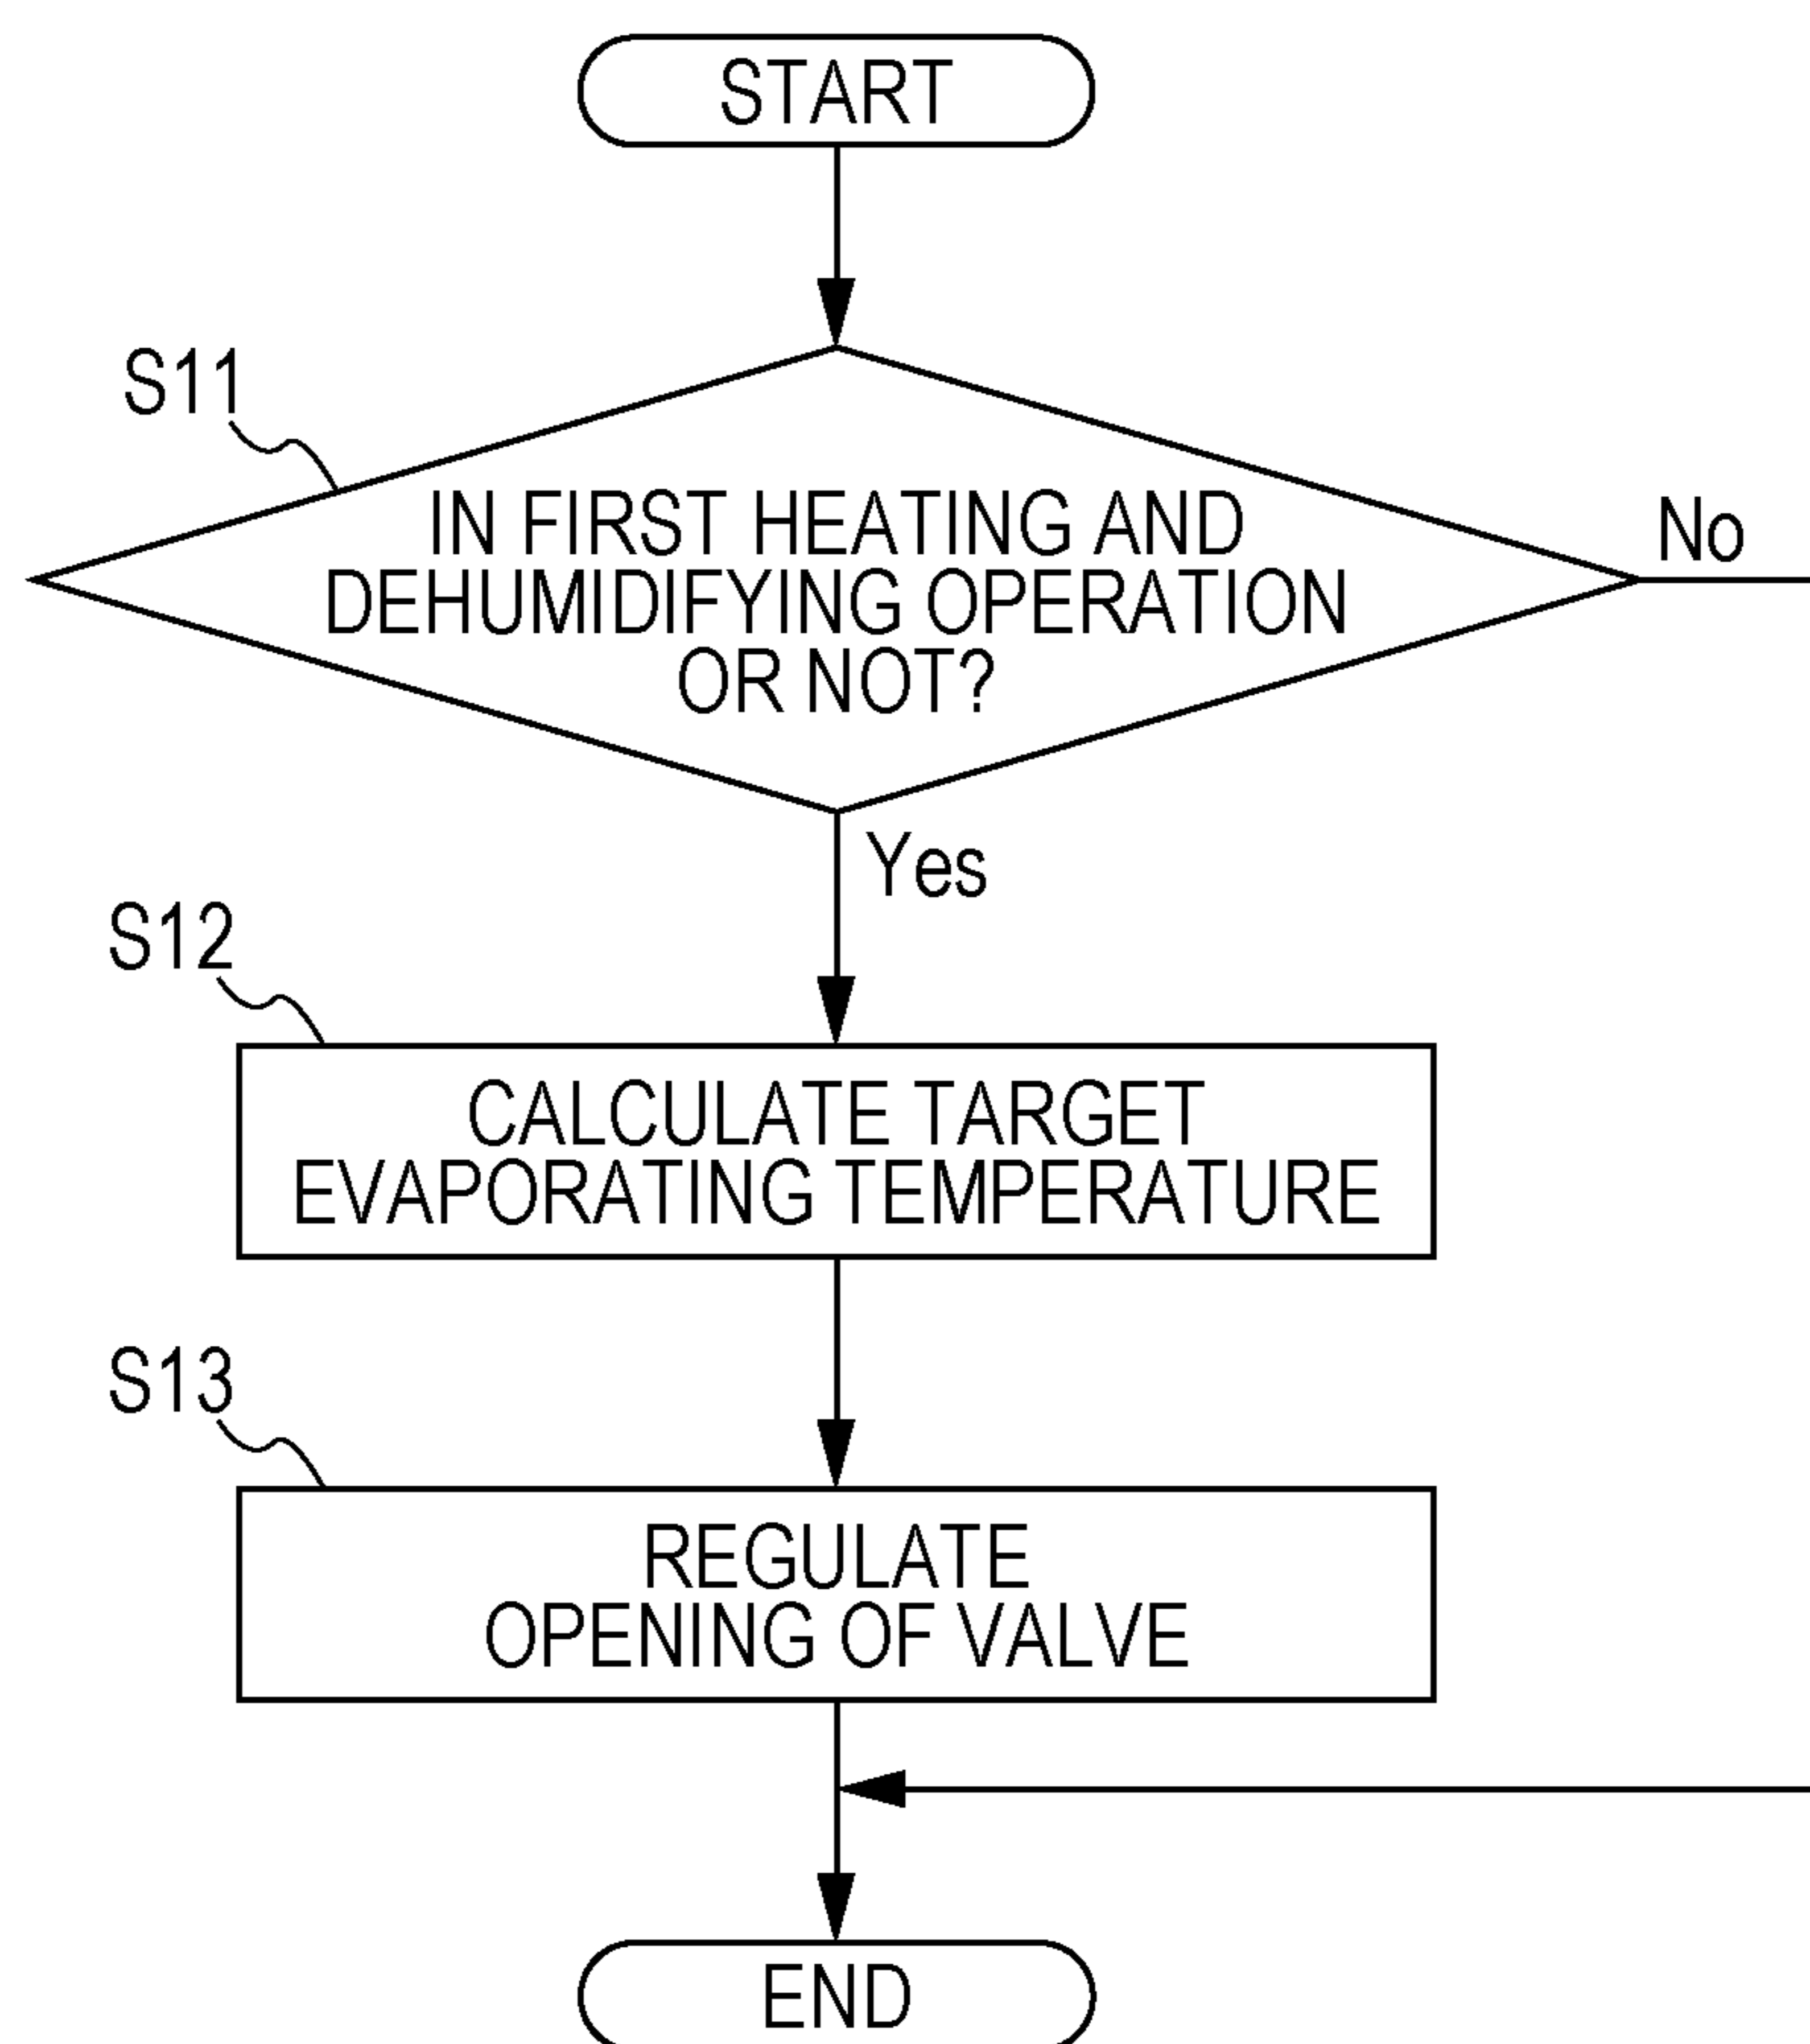 START
S11
IN FIRST HEATING AND
DEHUMIDIFYING OPERATION
OR NOT?
No
Yes
S12
CALCULATE TARGET
EVAPORATING TEMPERATURE
S13
REGULATE
OPENING OF VALVE
END